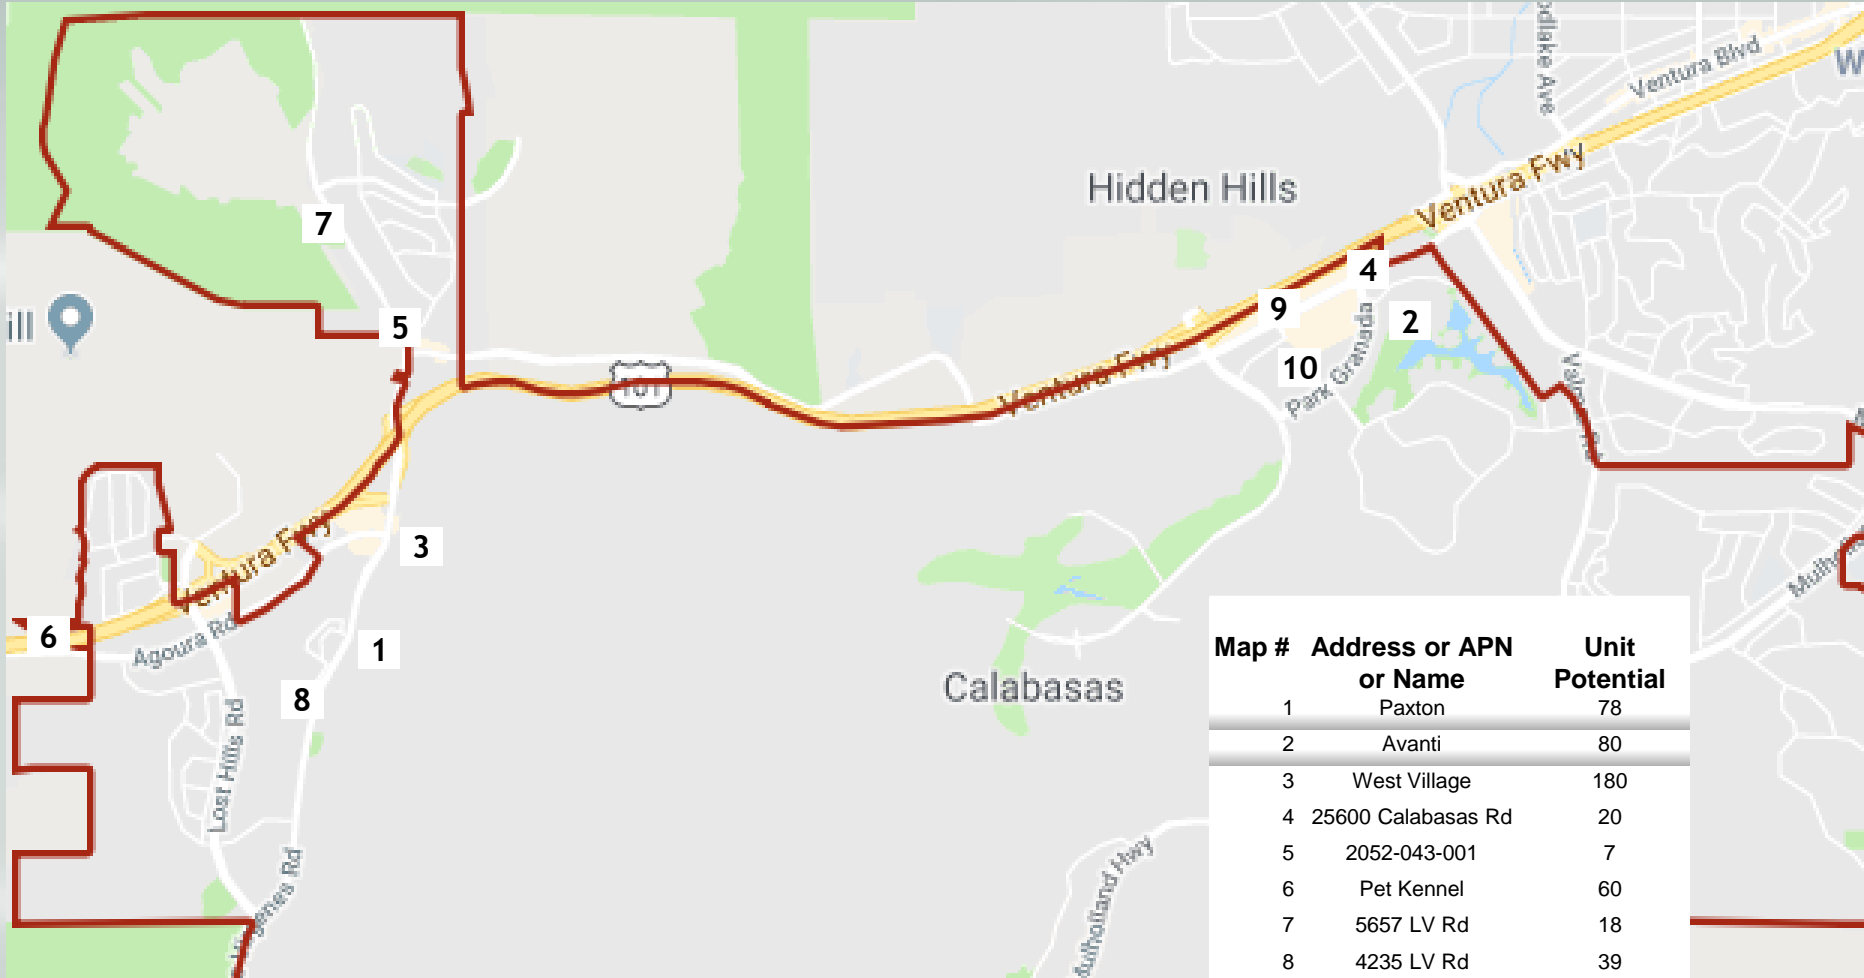 Woodlake Ave
Ventura Blvd
W
Ventura Fwy
Hidden Hills
7
4
9
2
5
ill
10
Park Granada
101
Ventura Fwy
3
Ventura Fwy
6
Agoura Rd
1
8
Calabasas
Lost Hills Rd
Mulholland Hwy
Map # Address or APN Unit
or Name Potential
1 Paxton 78
2 Avanti 80
3 West Village 180
4 25600 Calabasas Rd 20
5 2052-043-001 7
6 Pet Kennel 60
7 5657 LV Rd 18
8 4235 LV Rd 39